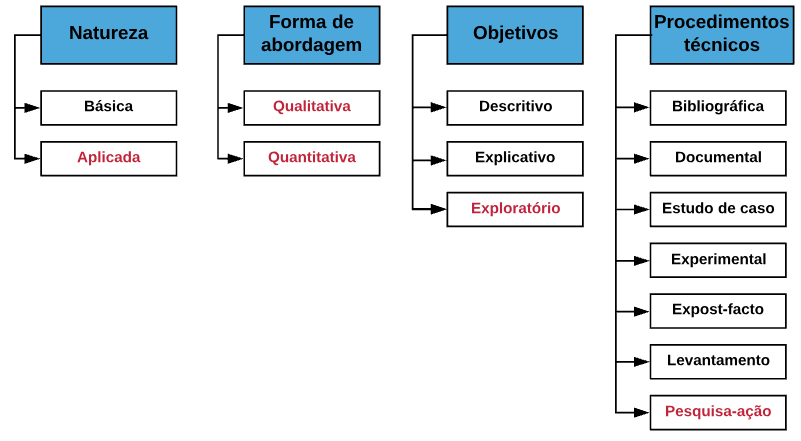 Natureza
Básica
Aplicada
Forma de
abordagem
Qualitativa
Quantitativa
Objetivos
Descritivo
Explicativo
Exploratório
Procedimentos
técnicos
Bibliográfica
Documental
Estudo de caso
Experimental
Expost-facto
Levantamento
Pesquisa-ação